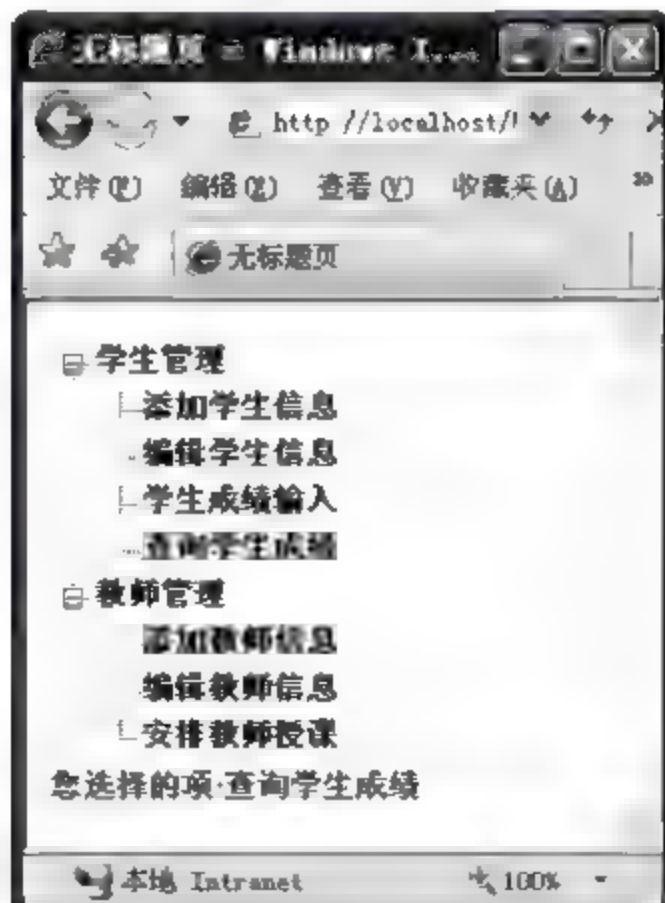 无标题页 - Windows I...
http //localhost/
文件(F) 编辑(E) 查看(V) 收藏夹(A) »
无标题页
学生管理
添加学生信息
编辑学生信息
学生成绩输入
查询学生成绩
教师管理
添加教师信息
编辑教师信息
安排教师授课
您选择的项:查询学生成绩
本地 Intranet 100%